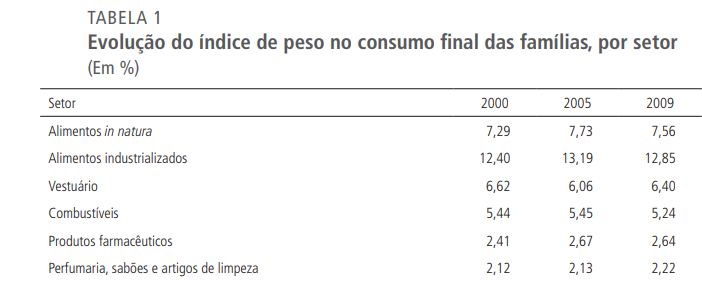 TABELA 1
Evolução do índice de peso no consumo final das famílias, por setor
(Em %)
Setor 2000 2005 2009
Alimentos in natura 7,29 7,73 7,56
Alimentos industrializados 12,40 13,19 12,85
Vestuário 6,62 6,06 6,40
Combustíveis 5,44 5,45 5,24
Produtos farmacêuticos 2,41 2,67 2,64
Perfumaria, sabões e artigos de limpeza 2,12 2,13 2,22